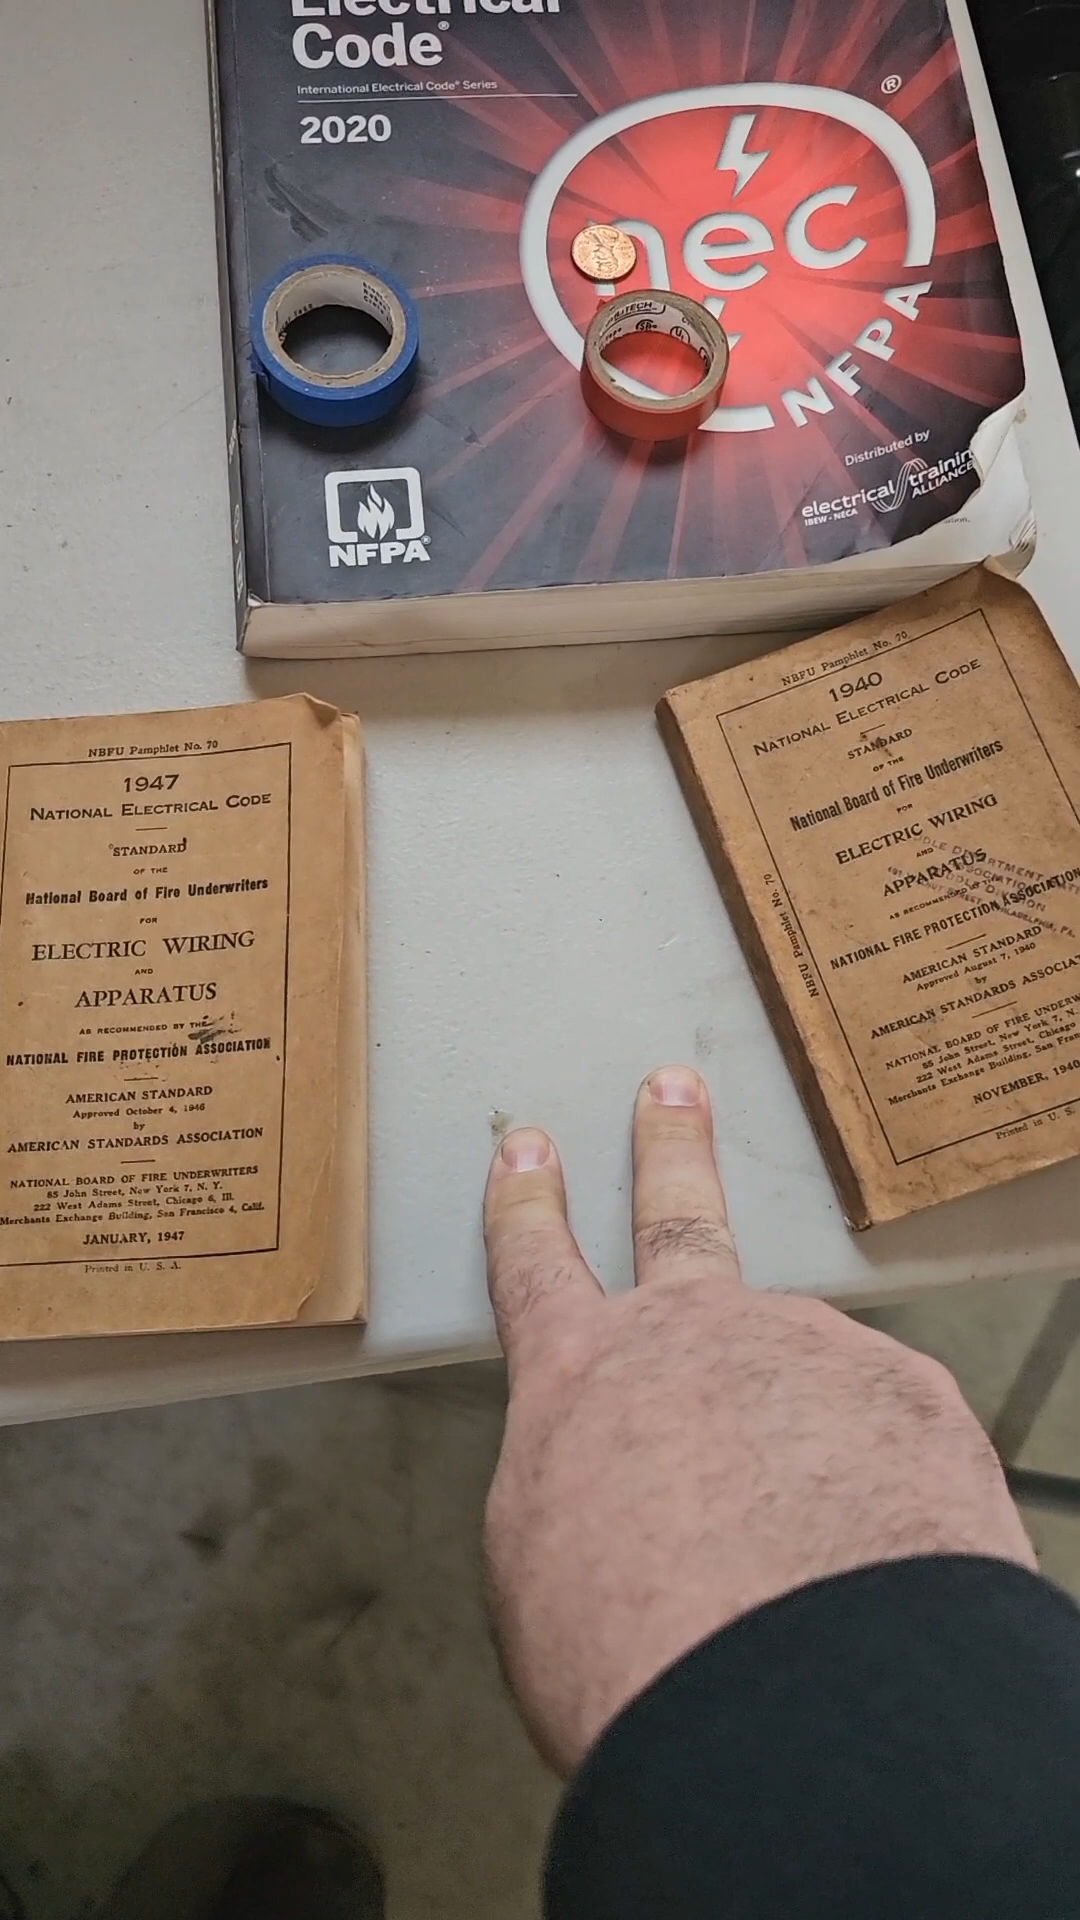 Electrical
Code®
International Electrical Code® Series
2020
®
nec
NFPA
TECH
Distributed by
electrical training
ALLIANCE
IBEW - NECA
NFPA®
NBFU Pamphlet No. 70
1947
NATIONAL ELECTRICAL CODE
STANDARD
OF THE
National Board of Fire Underwriters
FOR
ELECTRIC WIRING
AND
APPARATUS
AS RECOMMENDED BY THE
NATIONAL FIRE PROTECTION ASSOCIATION
AMERICAN STANDARD
Approved October 4, 1946
by
AMERICAN STANDARDS ASSOCIATION
NATIONAL BOARD OF FIRE UNDERWRITERS
85 John Street, New York 7, N. Y.
222 West Adams Street, Chicago 6, Ill.
Merchants Exchange Building, San Francisco 4, Calif.
JANUARY, 1947
Printed in U. S. A.
NBFU Pamphlet No. 70
NBFU Pamphlet No. 70
1940
NATIONAL ELECTRICAL CODE
STANDARD
OF THE
National Board of Fire Underwriters
FOR
ELECTRIC WIRING
AND
APPARATUS
AS RECOMMENDED BY THE
NATIONAL FIRE PROTECTION ASSOCIATION
AMERICAN STANDARD
Approved August 7, 1940
by
AMERICAN STANDARDS ASSOCIA
NATIONAL BOARD OF FIRE UNDERW
85 John Street, New York 7, N.
222 West Adams Street, Chicago
Merchants Exchange Building, San Fran
NOVEMBER, 1940
Printed in U. S.